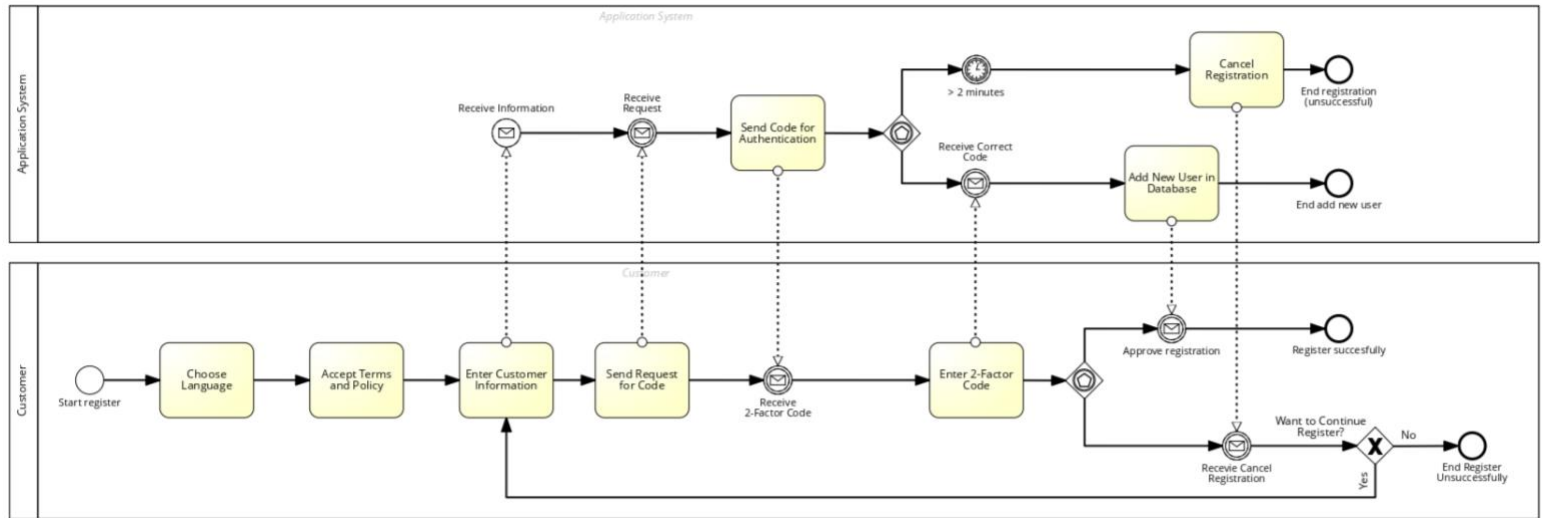 Application System
Application System
Receive Information
Receive
Request
Send Code for
Authentication
> 2 minutes
Receive Correct
Code
Cancel
Registration
End registration
(unsuccessful)
Add New User in
Database
End add new user
Customer
Customer
Start register
Choose
Language
Accept Terms
and Policy
Enter Customer
Information
Send Request
for Code
Receive
2-Factor Code
Enter 2-Factor
Code
Approve registration
Register succesfully
Recevie Cancel
Registration
Want to Continue
Register?
No
Yes
End Register
Unsuccessfully